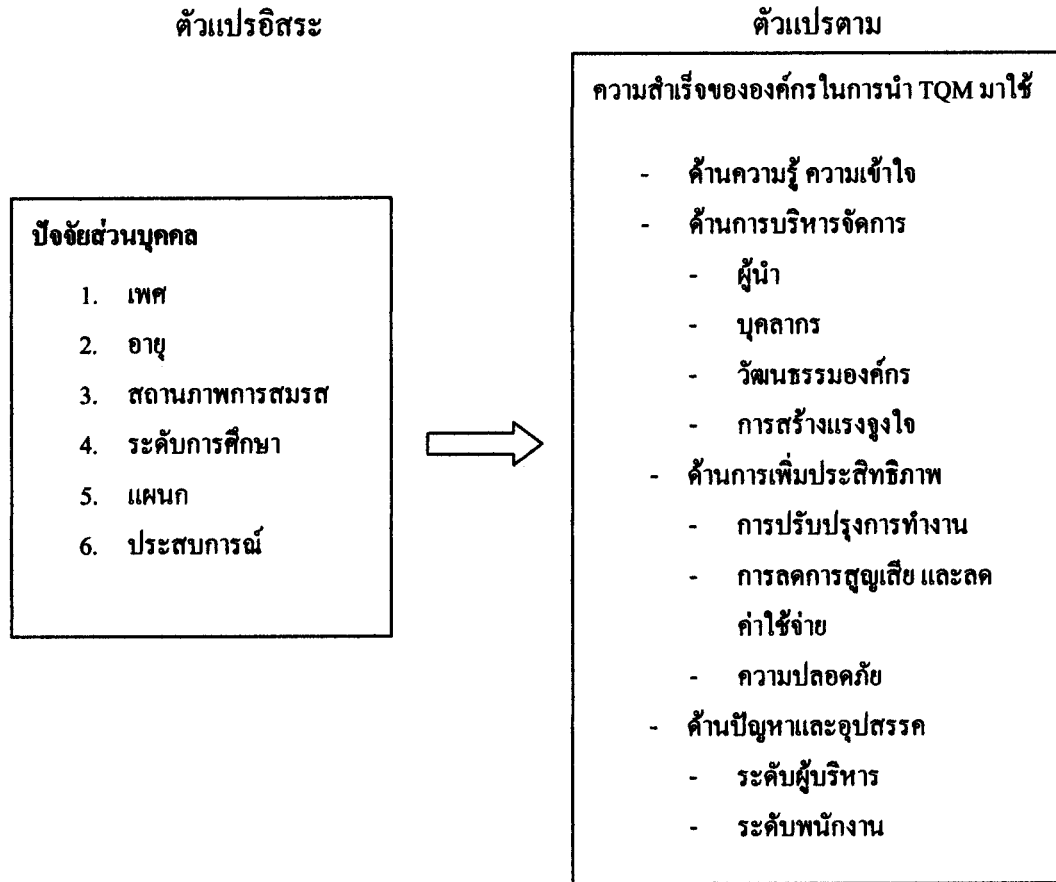 ตัวแปรอิสระ
ตัวแปรตาม
ปัจจัยส่วนบุคคล
1. เพศ
2. อายุ
3. สถานภาพการสมรส
4. ระดับการศึกษา
5. แผนก
6. ประสบการณ์
ความสำเร็จขององค์กรในการนำ TQM มาใช้
- ด้านความรู้ ความเข้าใจ
- ด้านการบริหารจัดการ
- ผู้นำ
- บุคลากร
- วัฒนธรรมองค์กร
- การสร้างแรงจูงใจ
- ด้านการเพิ่มประสิทธิภาพ
- การปรับปรุงการทำงาน
- การลดการสูญเสีย และลด
ค่าใช้จ่าย
- ความปลอดภัย
- ด้านปัญหาและอุปสรรค
- ระดับผู้บริหาร
- ระดับพนักงาน